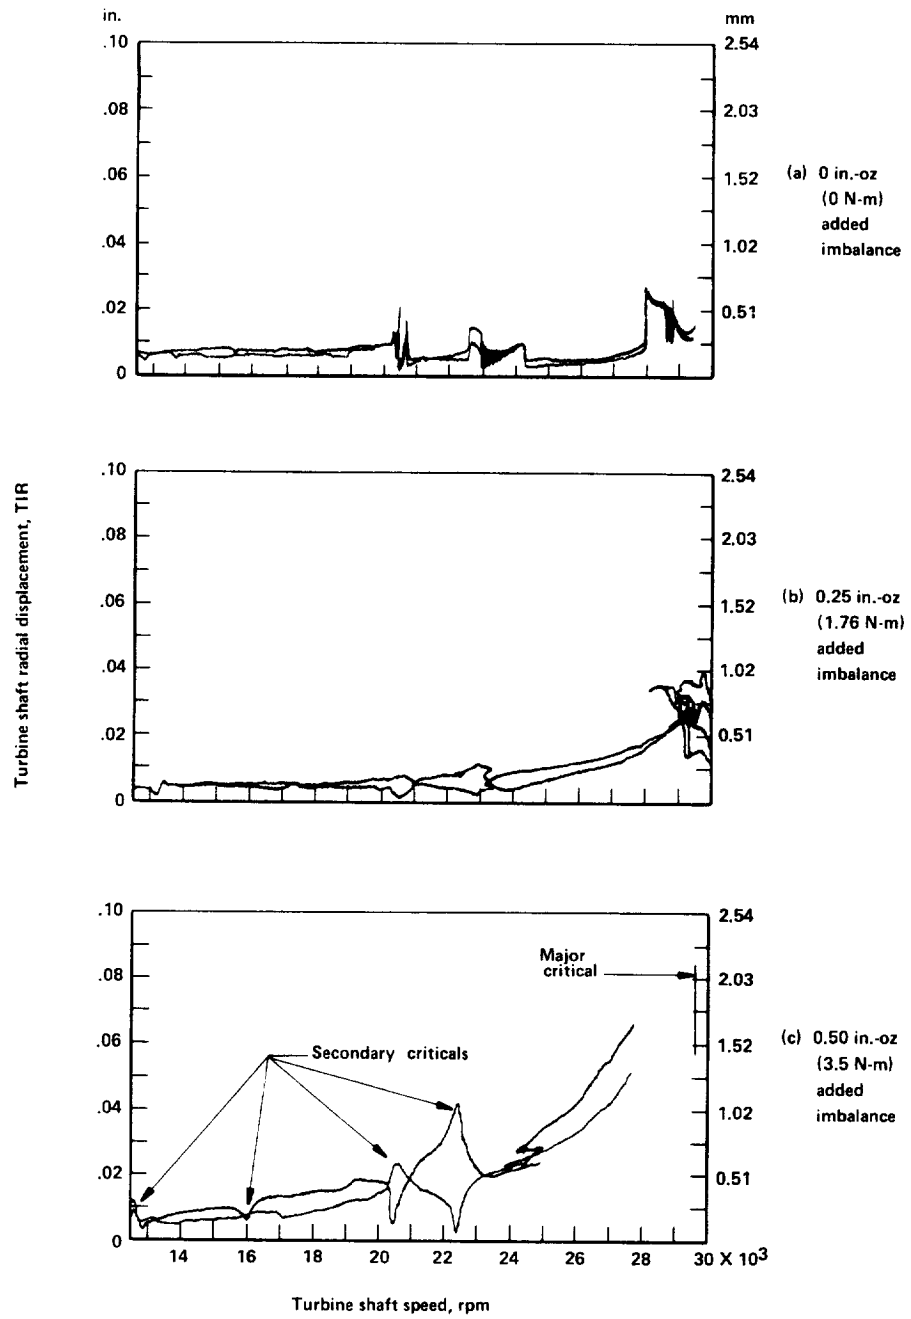 in.
mm
.10
2.54
.08
2.03
.06
1.52
.04
1.02
.02
0.51
0
(a) 0 in.-oz
(0 N-m)
added
imbalance
Turbine shaft radial displacement, TIR
.10
2.54
.08
2.03
.06
1.52
.04
1.02
.02
0.51
0
(b) 0.25 in.-oz
(1.76 N-m)
added
imbalance
.10
2.54
.08
2.03
.06
1.52
.04
1.02
.02
0.51
0
Major
critical
Secondary criticals
(c) 0.50 in.-oz
(3.5 N-m)
added
imbalance
14 16 18 20 22 24 26 28 30 X 10³
Turbine shaft speed, rpm